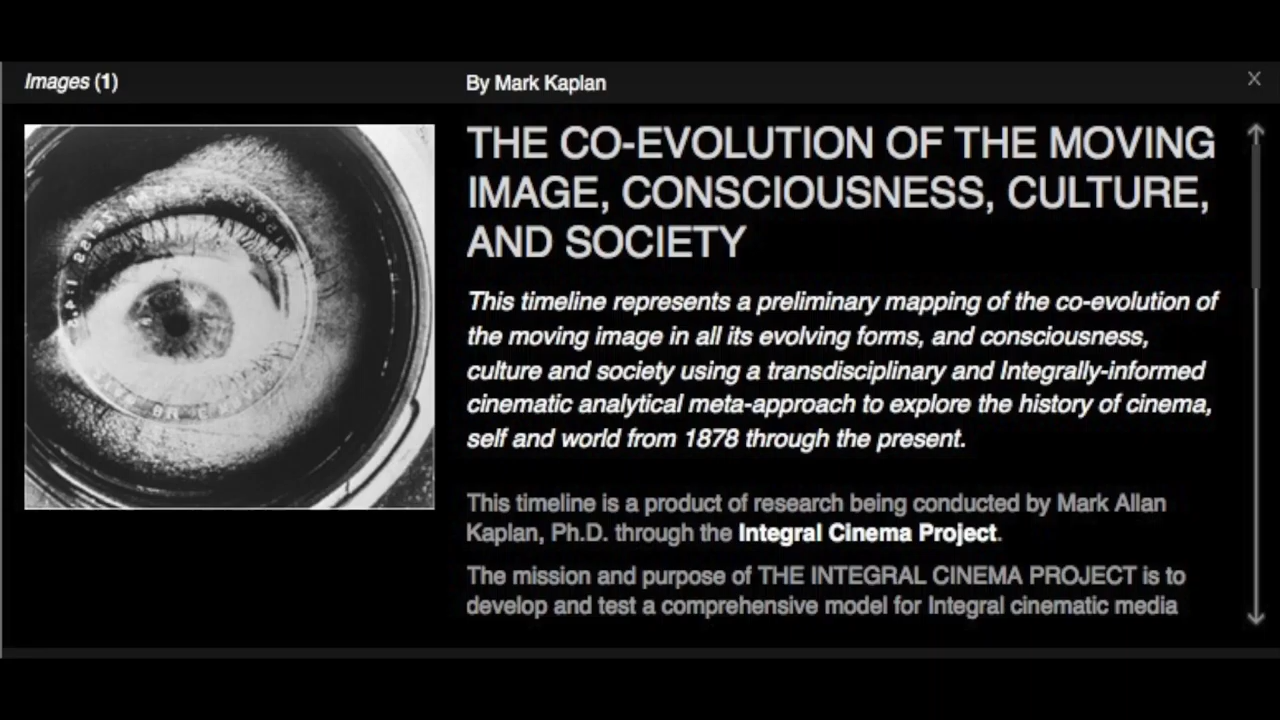 Images (1)
By Mark Kaplan
X
THE CO-EVOLUTION OF THE MOVING
IMAGE, CONSCIOUSNESS, CULTURE,
AND SOCIETY
This timeline represents a preliminary mapping of the co-evolution of
the moving image in all its evolving forms, and consciousness,
culture and society using a transdisciplinary and Integrally-informed
cinematic analytical meta-approach to explore the history of cinema,
self and world from 1878 through the present.
This timeline is a product of research being conducted by Mark Allan
Kaplan, Ph.D. through the Integral Cinema Project.
The mission and purpose of THE INTEGRAL CINEMA PROJECT is to
develop and test a comprehensive model for Integral cinematic media